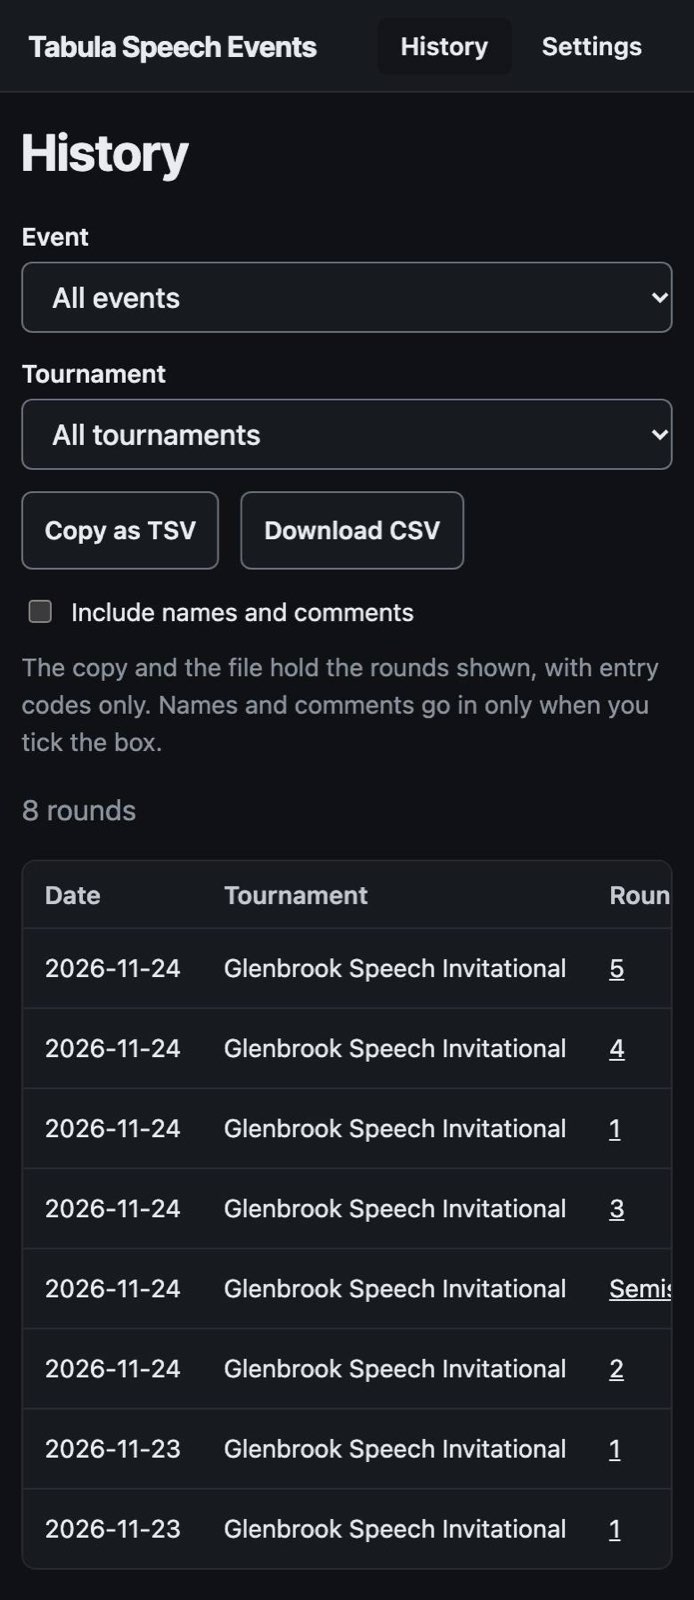 Tabula Speech Events History Settings
History
Event
All events
Tournament
All tournaments
Copy as TSV Download CSV
Include names and comments
The copy and the file hold the rounds shown, with entry
codes only. Names and comments go in only when you
tick the box.
8 rounds
Date Tournament Roun
2026-11-24 Glenbrook Speech Invitational 5
2026-11-24 Glenbrook Speech Invitational 4
2026-11-24 Glenbrook Speech Invitational 1
2026-11-24 Glenbrook Speech Invitational 3
2026-11-24 Glenbrook Speech Invitational Semis
2026-11-24 Glenbrook Speech Invitational 2
2026-11-23 Glenbrook Speech Invitational 1
2026-11-23 Glenbrook Speech Invitational 1